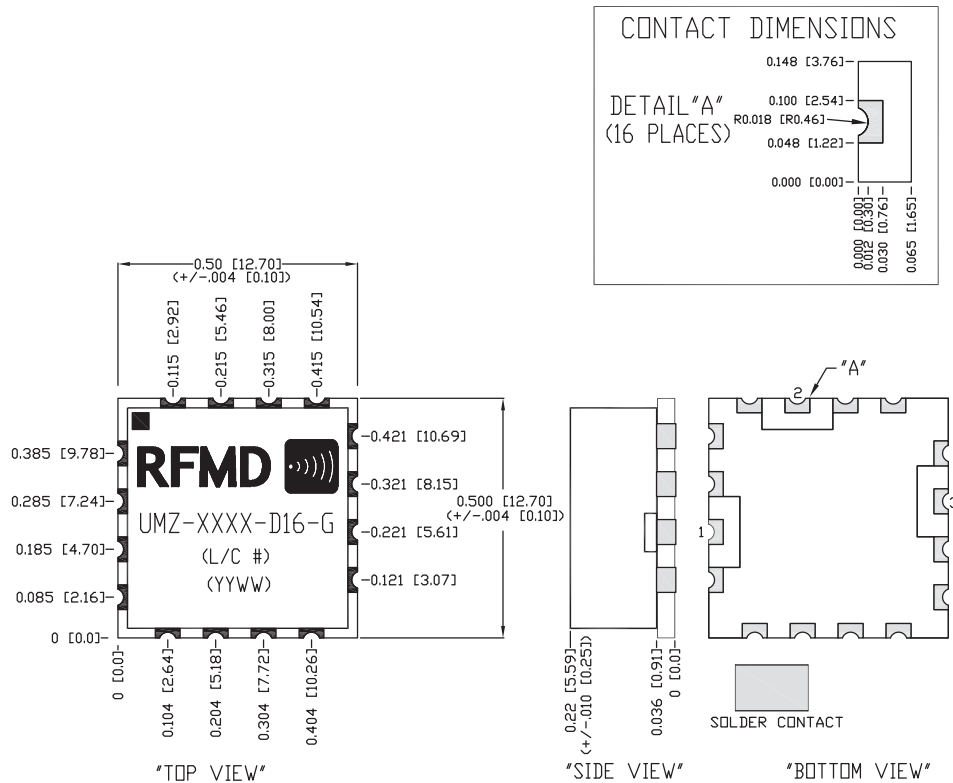 CONTACT DIMENSIONS
0.148 [3.76]
DETAIL"A"
(16 PLACES)
0.100 [2.54]
R0.018 [R0.46]
0.048 [1.22]
0.000 [0.00]
0.000 [0.00]
0.012 [0.30]
0.030 [0.76]
0.065 [1.65]
0.50 [12.70]
(+/-.004 [0.10])
0.115 [2.92]
0.215 [5.46]
0.315 [8.00]
0.415 [10.54]
0.385 [9.78]
0.285 [7.24]
0.185 [4.70]
0.085 [2.16]
0 [0.0]
RFMD
UMZ-XXXX-D16-G
(L/C #)
(YYWW)
0.421 [10.69]
0.321 [8.15]
0.221 [5.61]
0.121 [3.07]
0.500 [12.70]
(+/-.004 [0.10])
0 [0.0]
0.104 [2.64]
0.204 [5.18]
0.304 [7.72]
0.404 [10.26]
"TOP VIEW"
0.22 [5.59]
(+/-.010 [0.25])
0.036 [0.91]
0 [0.0]
"SIDE VIEW"
"A"
2
1
3
SOLDER CONTACT
"BOTTOM VIEW"